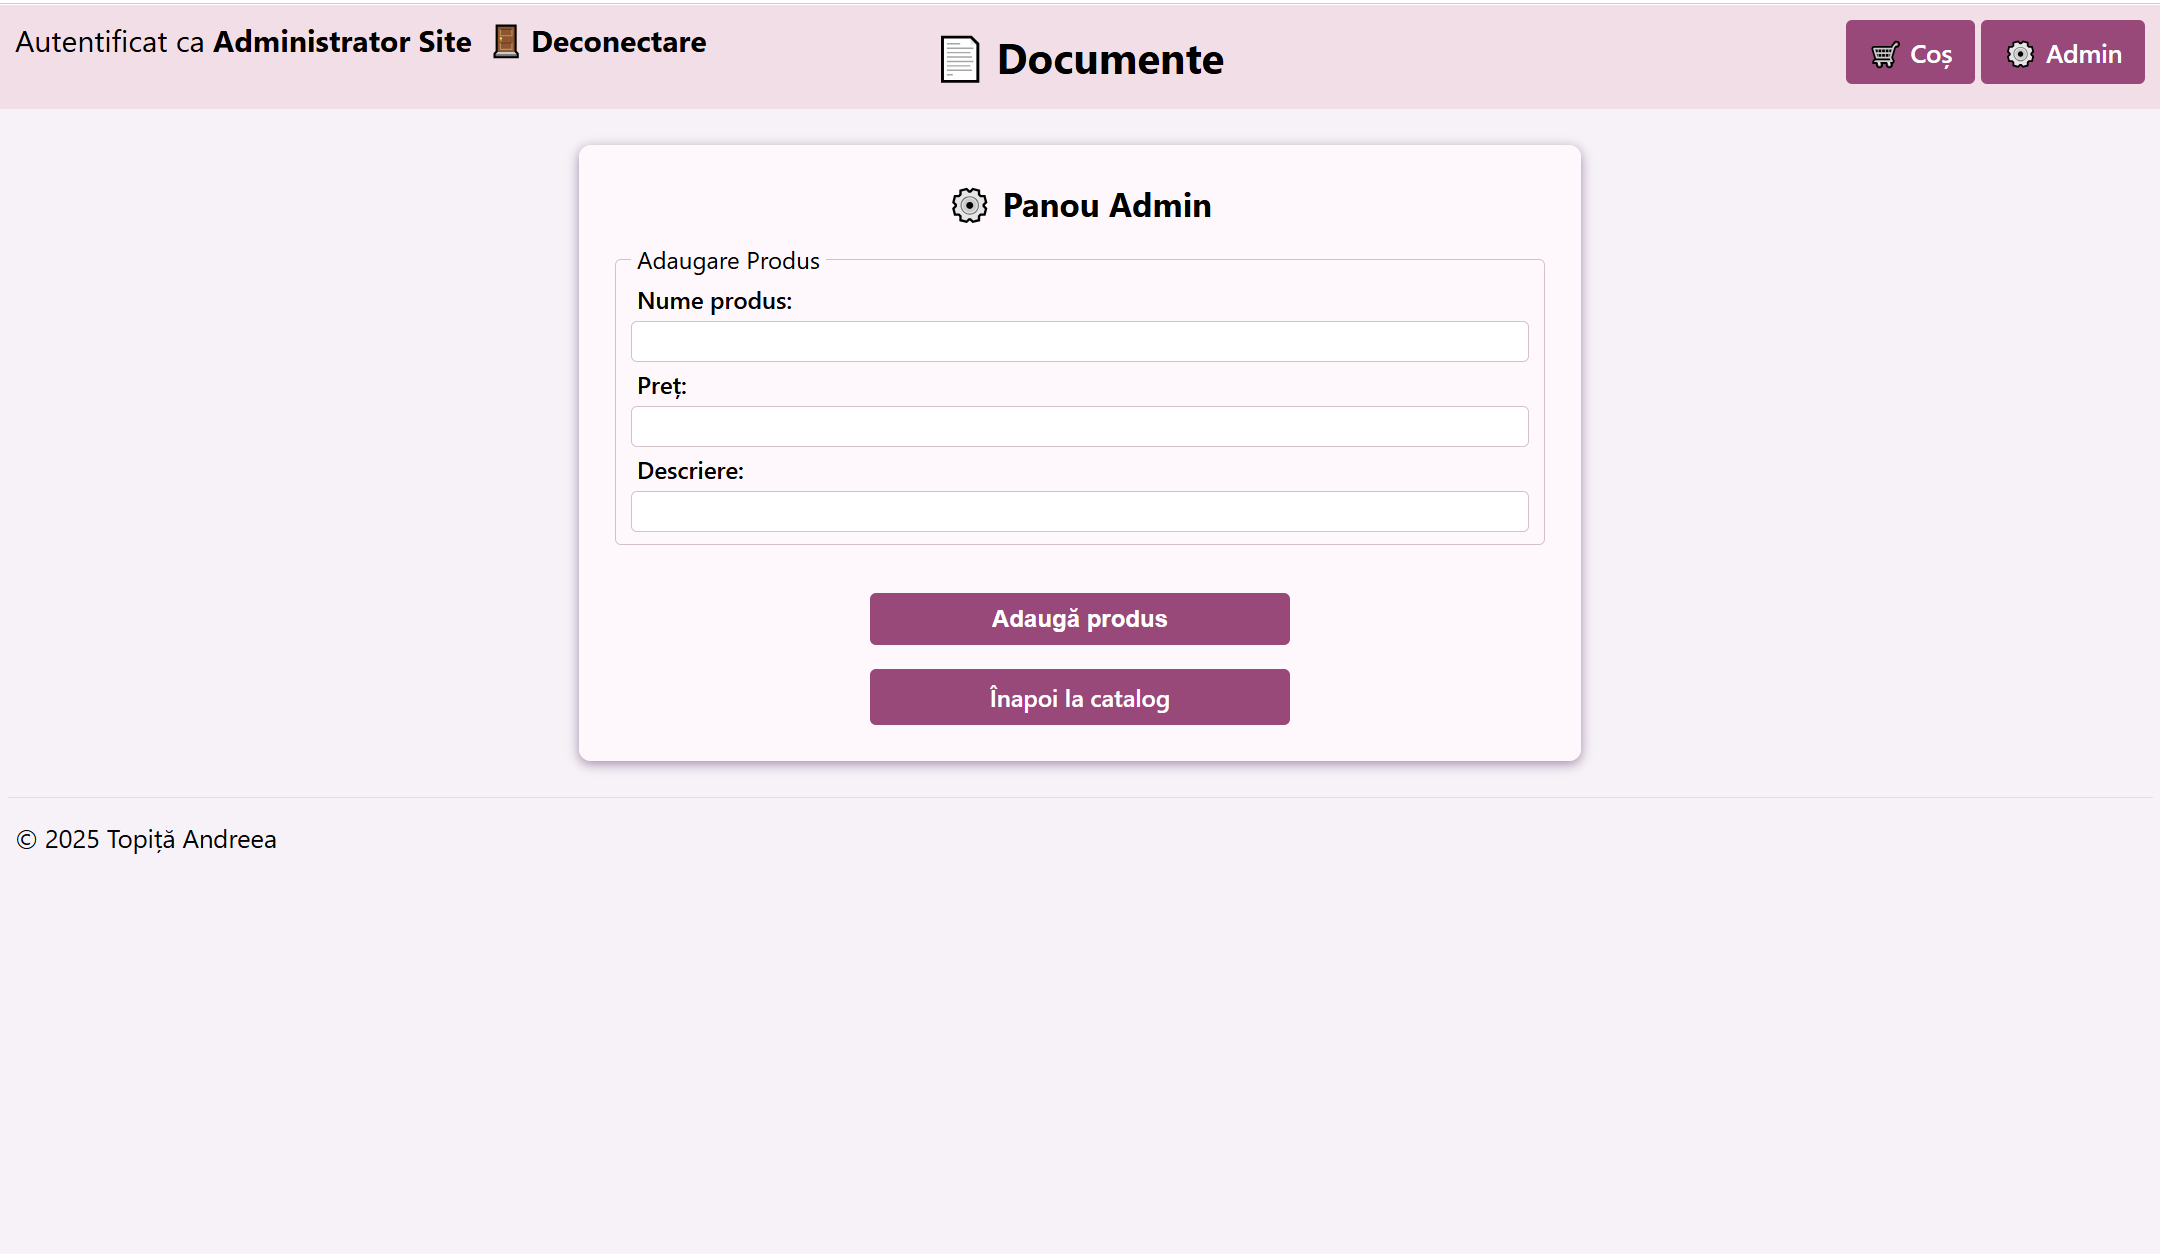 Autentificat ca Administrator Site Deconectare
Documente
Coș
Admin
Panou Admin
Adaugare Produs
Nume produs:
Preț:
Descriere:
Adaugă produs
Înapoi la catalog
© 2025 Topiță Andreea